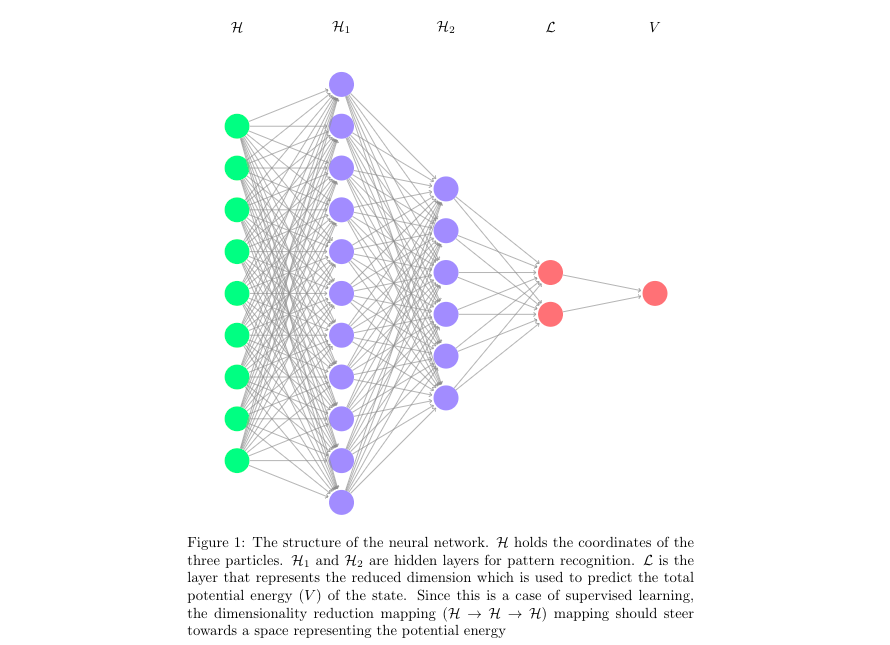 ℋ ℋ₁ ℋ₂ ℒ V
Figure 1: The structure of the neural network. ℋ holds the coordinates of the
three particles. ℋ₁ and ℋ₂ are hidden layers for pattern recognition. ℒ is the
layer that represents the reduced dimension which is used to predict the total
potential energy (V) of the state. Since this is a case of supervised learning,
the dimensionality reduction mapping (ℋ → ℋ → ℋ) mapping should steer
towards a space representing the potential energy